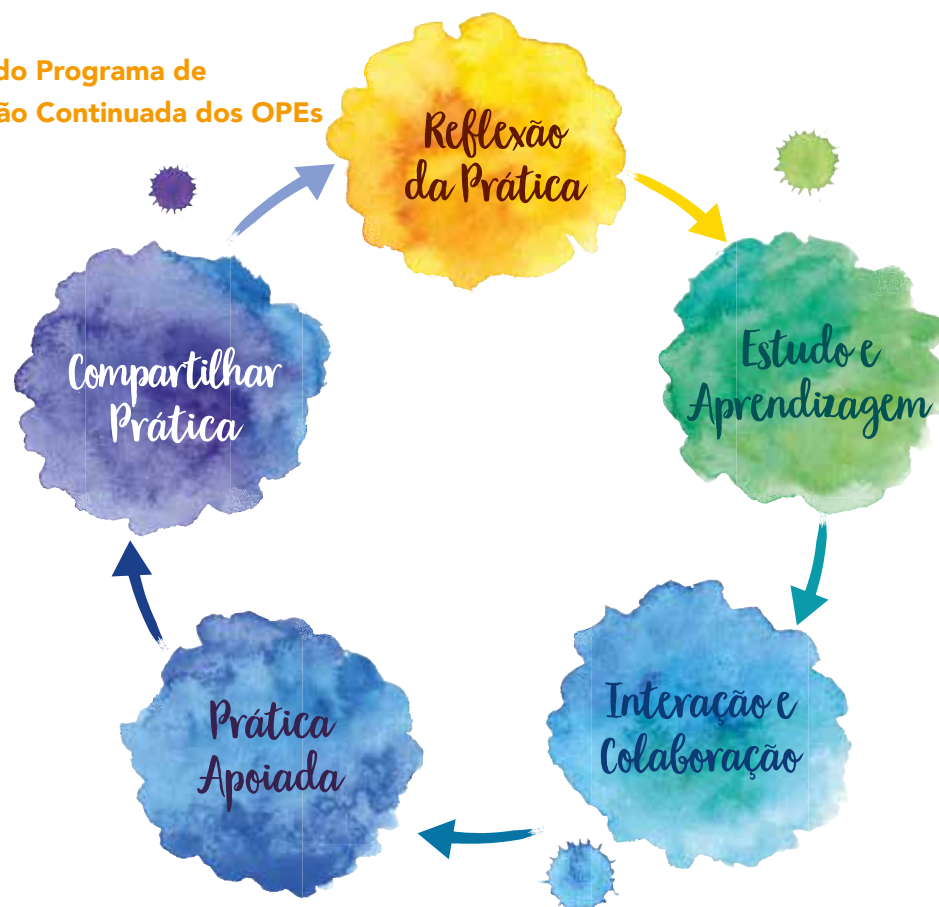 do Programa de
ão Continuada dos OPEs
Reflexão
da Prática
Estudo e
Aprendizagem
Interação e
Colaboração
Prática
Apoiada
Compartilhar
Prática